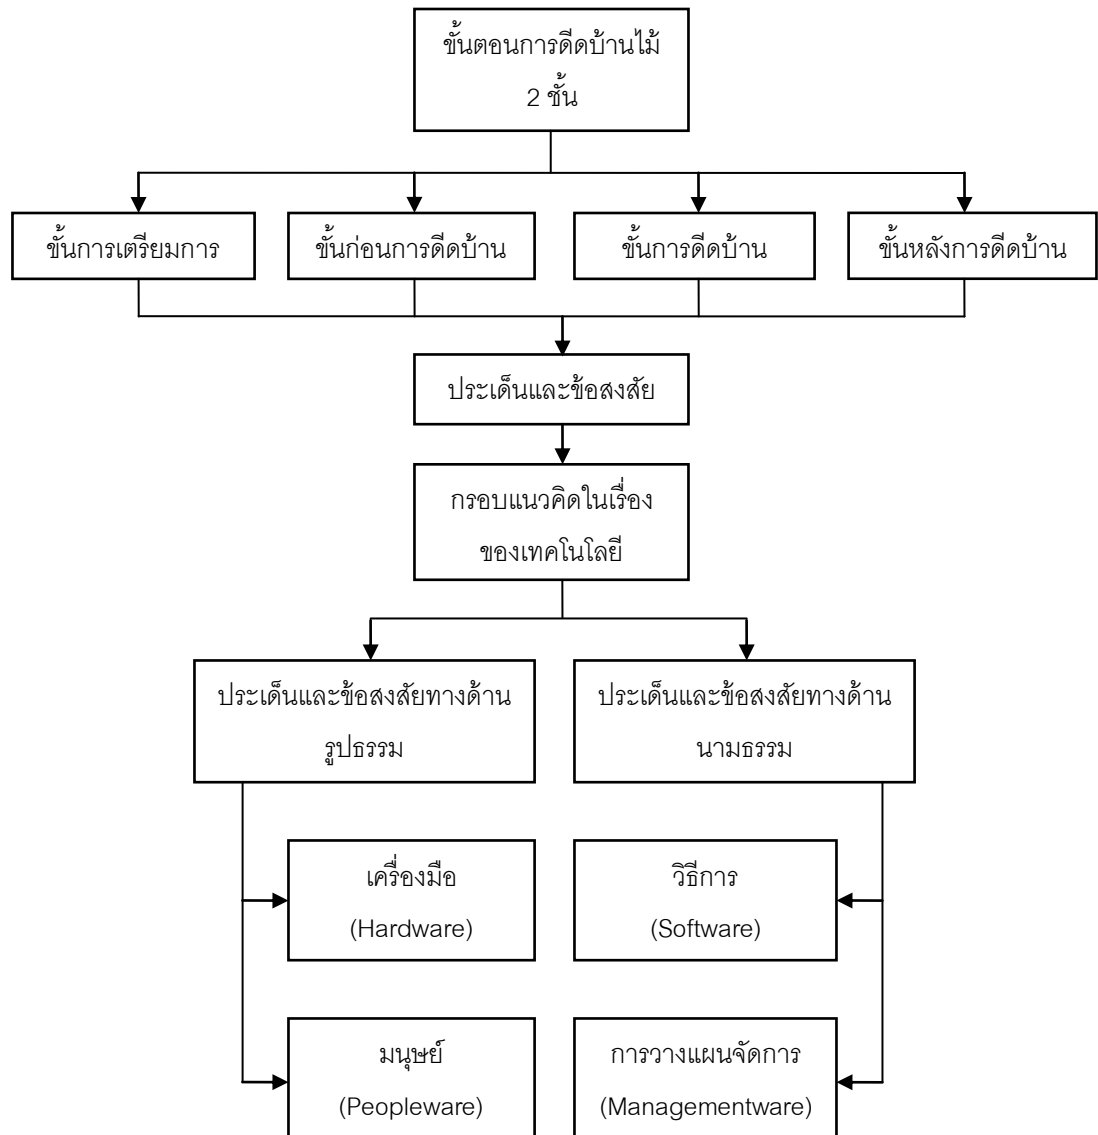 ขั้นตอนการดีดบ้านไม้
2 ชั้น
ขั้นการเตรียมการ
ขั้นก่อนการดีดบ้าน
ขั้นการดีดบ้าน
ขั้นหลังการดีดบ้าน
ประเด็นและข้อสงสัย
กรอบแนวคิดในเรื่อง
ของเทคโนโลยี
ประเด็นและข้อสงสัยทางด้าน
รูปธรรม
ประเด็นและข้อสงสัยทางด้าน
นามธรรม
เครื่องมือ
(Hardware)
วิธีการ
(Software)
มนุษย์
(Peopleware)
การวางแผนจัดการ
(Managementware)